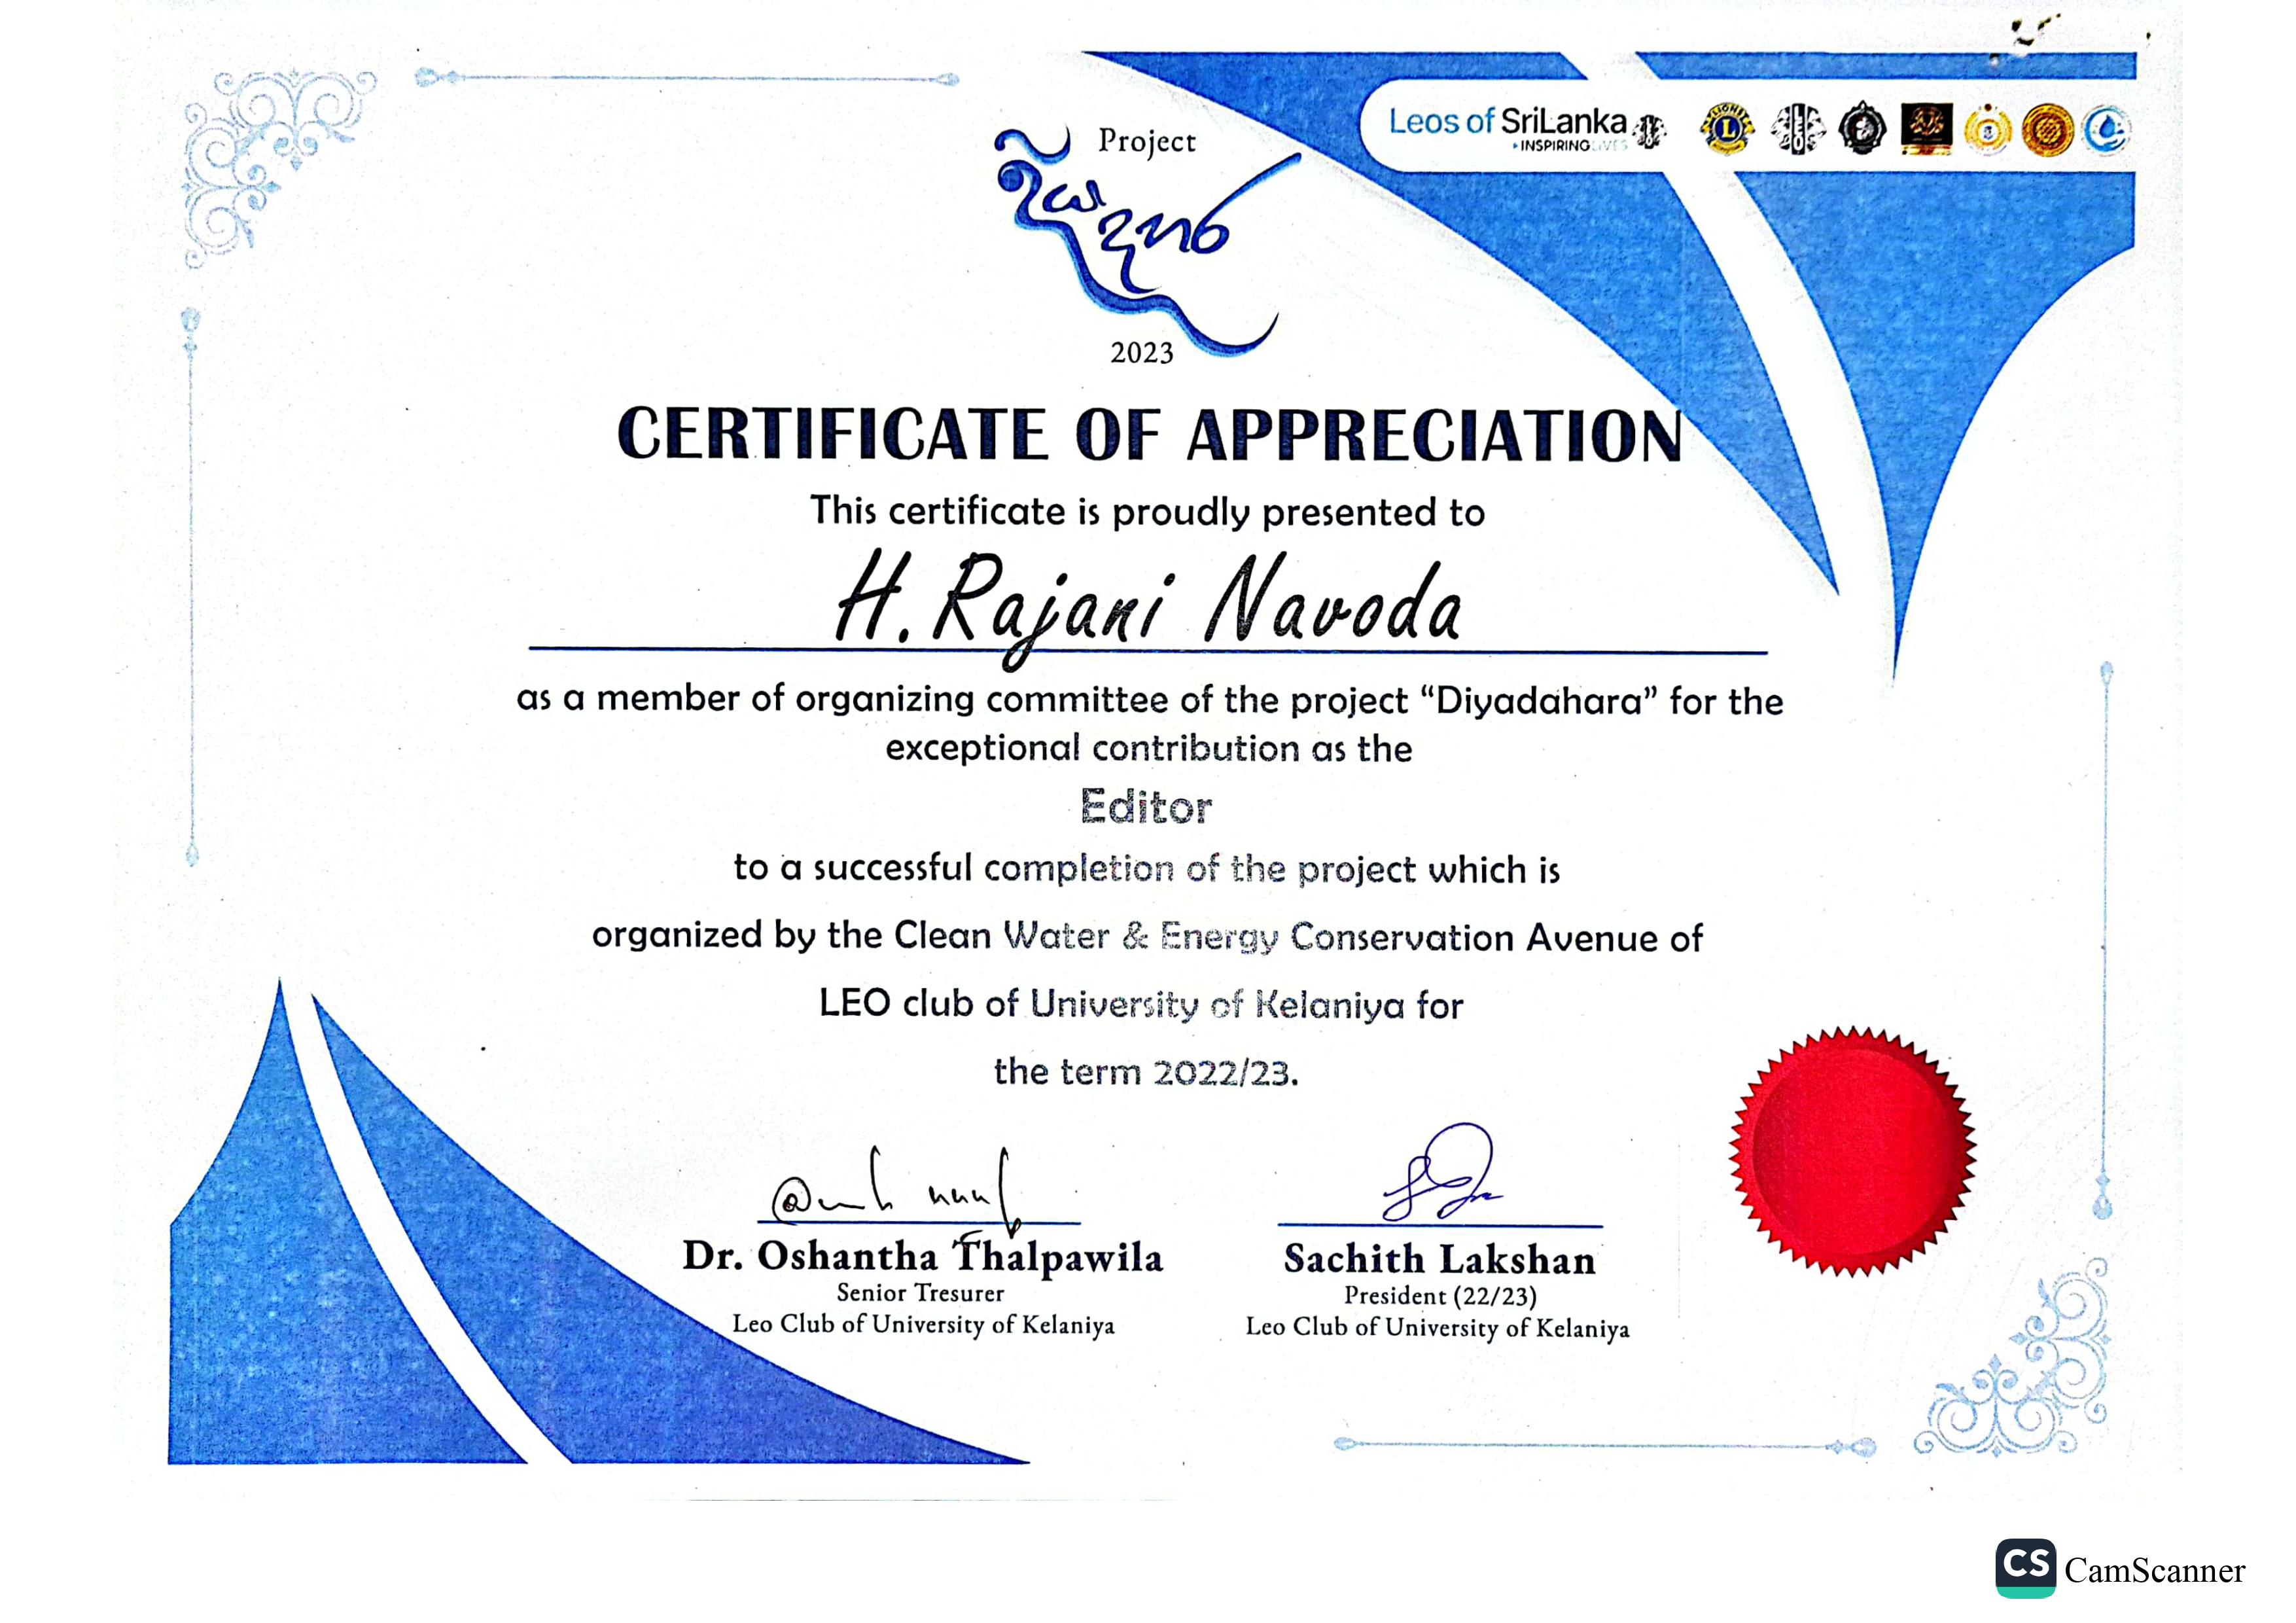 Leos of SriLanka
INSPIRING LIVES
Project
දිය දහර
2023
CERTIFICATE OF APPRECIATION
This certificate is proudly presented to
H. Rajani Navoda
as a member of organizing committee of the project “Diyadahara” for the
exceptional contribution as the
Editor
to a successful completion of the project which is
organized by the Clean Water & Energy Conservation Avenue of
LEO club of University of Kelaniya for
the term 2022/23.
Dr. Oshantha Thalpawila
Senior Tresurer
Leo Club of University of Kelaniya
Sachith Lakshan
President (22/23)
Leo Club of University of Kelaniya
CS CamScanner